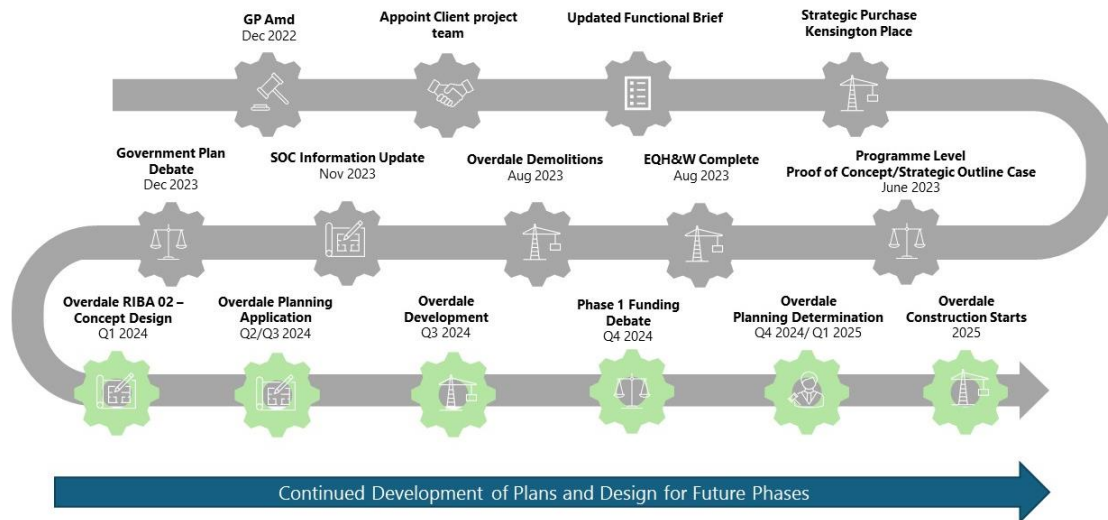 GP Amd
Dec 2022
Appoint Client project
team
Updated Functional Brief
Strategic Purchase
Kensington Place
Government Plan
Debate
Dec 2023
SOC Information Update
Nov 2023
Overdale Demolitions
Aug 2023
EQH&W Complete
Aug 2023
Programme Level
Proof of Concept/Strategic Outline Case
June 2023
Overdale RIBA 02 –
Concept Design
Q1 2024
Overdale Planning
Application
Q2/Q3 2024
Overdale
Development
Q3 2024
Phase 1 Funding
Debate
Q4 2024
Overdale
Planning Determination
Q4 2024/ Q1 2025
Overdale
Construction Starts
2025
Continued Development of Plans and Design for Future Phases